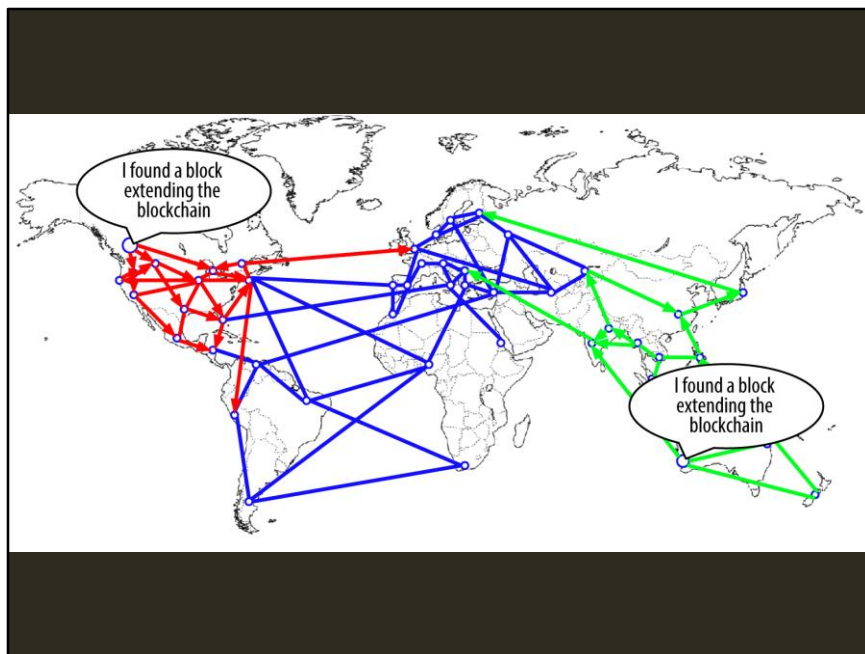 I found a block
extending the
blockchain
I found a block
extending the
blockchain